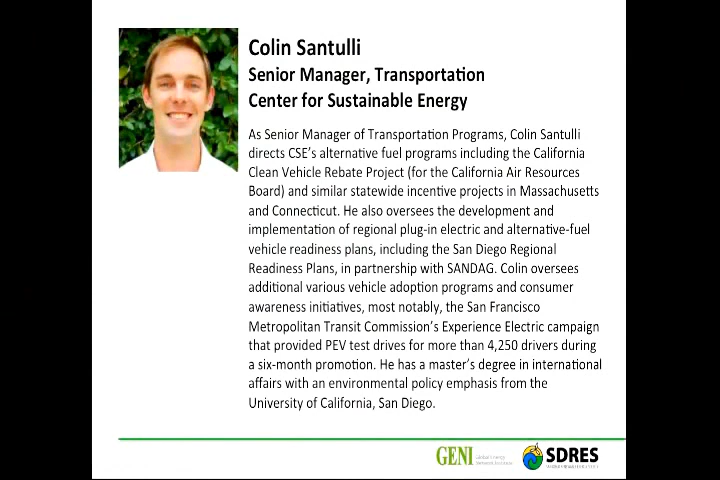 Colin Santulli
Senior Manager, Transportation
Center for Sustainable Energy
As Senior Manager of Transportation Programs, Colin Santulli
directs CSE's alternative fuel programs including the California
Clean Vehicle Rebate Project (for the California Air Resources
Board) and similar statewide incentive projects in Massachusetts
and Connecticut. He also oversees the development and
implementation of regional plug-in electric and alternative-fuel
vehicle readiness plans, including the San Diego Regional
Readiness Plans, in partnership with SANDAG. Colin oversees
additional various vehicle adoption programs and consumer
awareness initiatives, most notably, the San Francisco
Metropolitan Transit Commission's Experience Electric campaign
that provided PEV test drives for more than 4,250 drivers during
a six-month promotion. He has a master's degree in international
affairs with an environmental policy emphasis from the
University of California, San Diego.
GENI
Global Energy
SDRES